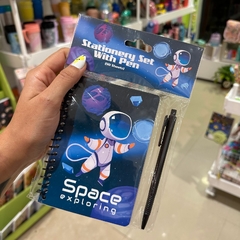 Stationery Set
With Pen
Space
exploring